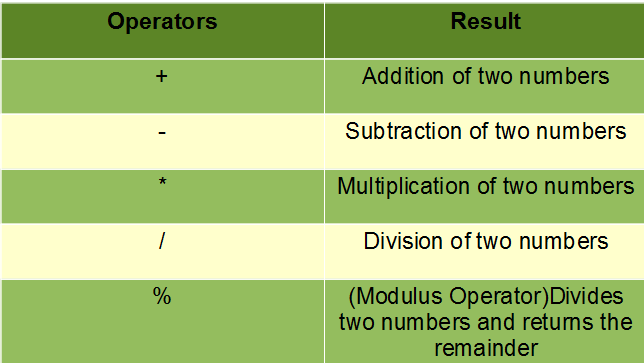 Operators Result
+ Addition of two numbers
- Subtraction of two numbers
* Multiplication of two numbers
/ Division of two numbers
% (Modulus Operator)Divides
two numbers and returns the
remainder